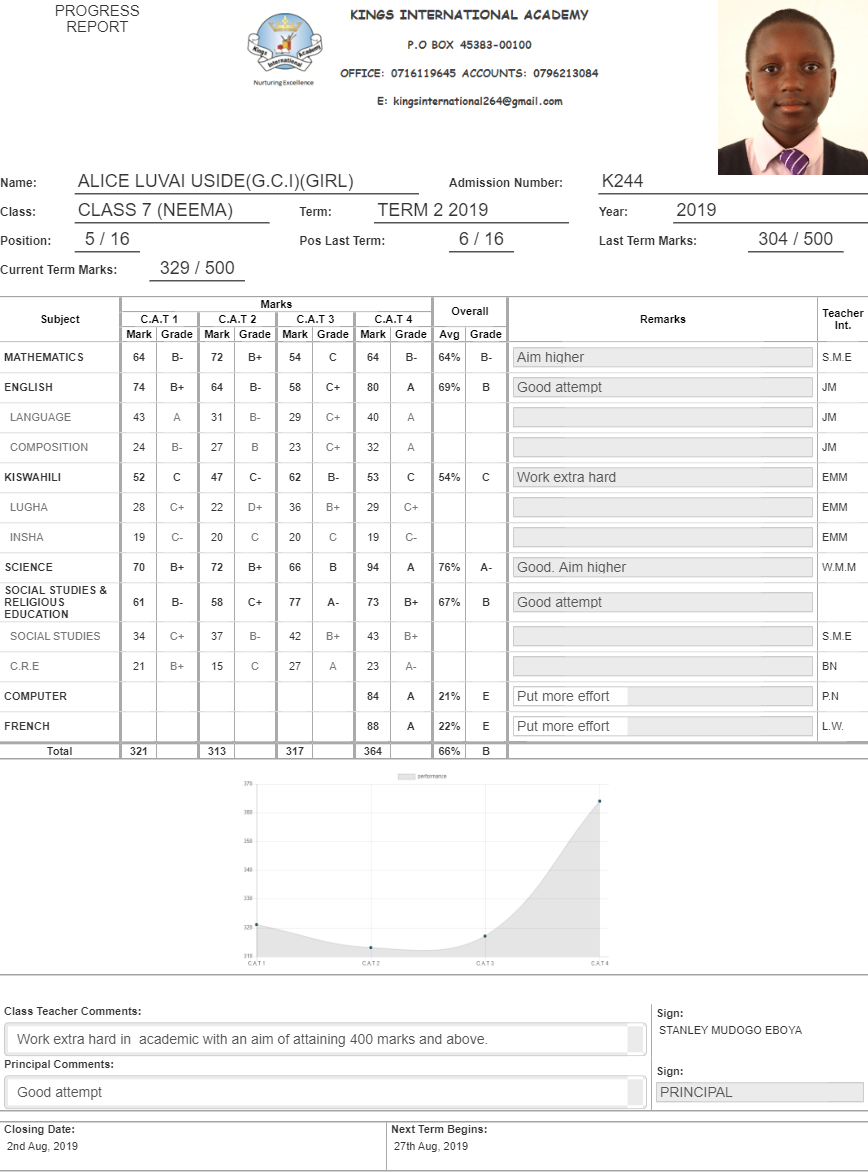 PROGRESS
REPORT
KINGS INTERNATIONAL ACADEMY
P.O BOX 45383-00100
OFFICE: 0716119645 ACCOUNTS: 0796213084
E: kingsinternational264@gmail.com
Kings International Academy
Nurturing Excellence
Name: ALICE LUVAI USIDE(G.C.I)(GIRL) Admission Number: K244
Class: CLASS 7 (NEEMA) Term: TERM 2 2019 Year: 2019
Position: 5 / 16 Pos Last Term: 6 / 16 Last Term Marks: 304 / 500
Current Term Marks: 329 / 500
Subject Marks Overall Remarks Teacher Int.
C.A.T 1 C.A.T 2 C.A.T 3 C.A.T 4
Mark Grade Mark Grade Mark Grade Mark Grade Avg Grade
MATHEMATICS 64 B- 72 B+ 54 C 64 B- 64% B- Aim higher S.M.E
ENGLISH 74 B+ 64 B- 58 C+ 80 A 69% B Good attempt JM
LANGUAGE 43 A 31 B- 29 C+ 40 A JM
COMPOSITION 24 B- 27 B 23 C+ 32 A JM
KISWAHILI 52 C 47 C- 62 B- 53 C 54% C Work extra hard EMM
LUGHA 28 C+ 22 D+ 36 B+ 29 C+ EMM
INSHA 19 C- 20 C 20 C 19 C- EMM
SCIENCE 70 B+ 72 B+ 66 B 94 A 76% A- Good. Aim higher W.M.M
SOCIAL STUDIES &
RELIGIOUS
EDUCATION 61 B- 58 C+ 77 A- 73 B+ 67% B Good attempt
SOCIAL STUDIES 34 C+ 37 B- 42 B+ 43 B+ S.M.E
C.R.E 21 B+ 15 C 27 A 23 A- BN
COMPUTER 84 A 21% E Put more effort P.N
FRENCH 88 A 22% E Put more effort L.W.
Total 321 313 317 364 66% B
performance
370
360
350
340
330
320
310
CAT1 CAT2 CAT3 CAT4
Class Teacher Comments:
Work extra hard in academic with an aim of attaining 400 marks and above.
Sign:
STANLEY MUDOGO EBOYA
Principal Comments:
Good attempt
Sign:
PRINCIPAL
Closing Date:
2nd Aug, 2019
Next Term Begins:
27th Aug, 2019